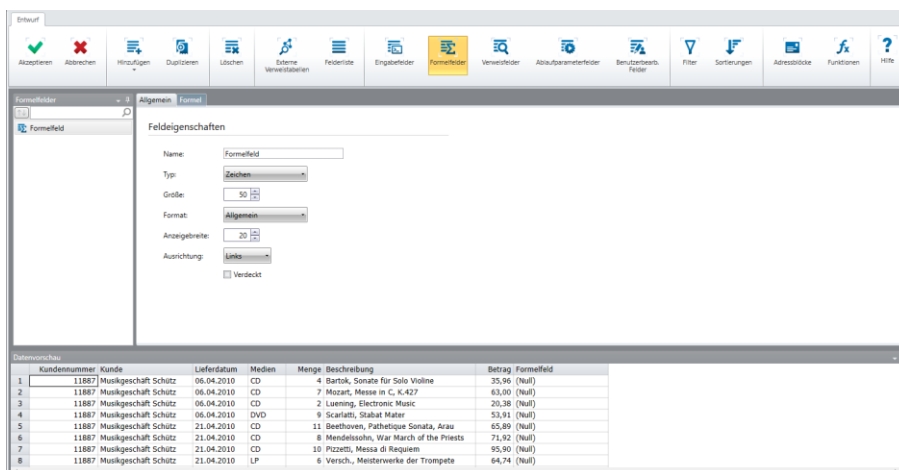 Entwurf
Akzeptieren Abbrechen Hinzufügen Duplizieren Löschen Externe Verweistabellen Felderliste Eingabefelder Formelfelder Verweisfelder Ablaufparameterfelder Benutzerbearb. Felder Filter Sortierungen Adressblöcke Funktionen Hilfe
Formelfelder
Allgemein Formel
Formelfeld
Feldeigenschaften
Name: Formelfeld
Typ: Zeichen
Größe: 50
Format: Allgemein
Anzeigebreite: 20
Ausrichtung: Links
Verdeckt
Datenvorschau
Kundennummer Kunde Lieferdatum Medien Menge Beschreibung Betrag Formelfeld
1 11887 Musikgeschäft Schütz 06.04.2010 CD 4 Bartok, Sonate für Solo Violine 35,96 (Null)
2 11887 Musikgeschäft Schütz 06.04.2010 CD 7 Mozart, Messe in C, K.427 63,00 (Null)
3 11887 Musikgeschäft Schütz 06.04.2010 CD 2 Luening, Electronic Music 20,38 (Null)
4 11887 Musikgeschäft Schütz 06.04.2010 DVD 9 Scarlatti, Stabat Mater 53,91 (Null)
5 11887 Musikgeschäft Schütz 21.04.2010 CD 11 Beethoven, Pathetique Sonata, Arau 65,89 (Null)
6 11887 Musikgeschäft Schütz 21.04.2010 CD 8 Mendelssohn, War March of the Priests 71,92 (Null)
7 11887 Musikgeschäft Schütz 21.04.2010 CD 10 Pizzetti, Messa di Requiem 95,90 (Null)
8 11887 Musikgeschäft Schütz 21.04.2010 LP 6 Versch., Meisterwerke der Trompete 64,74 (Null)